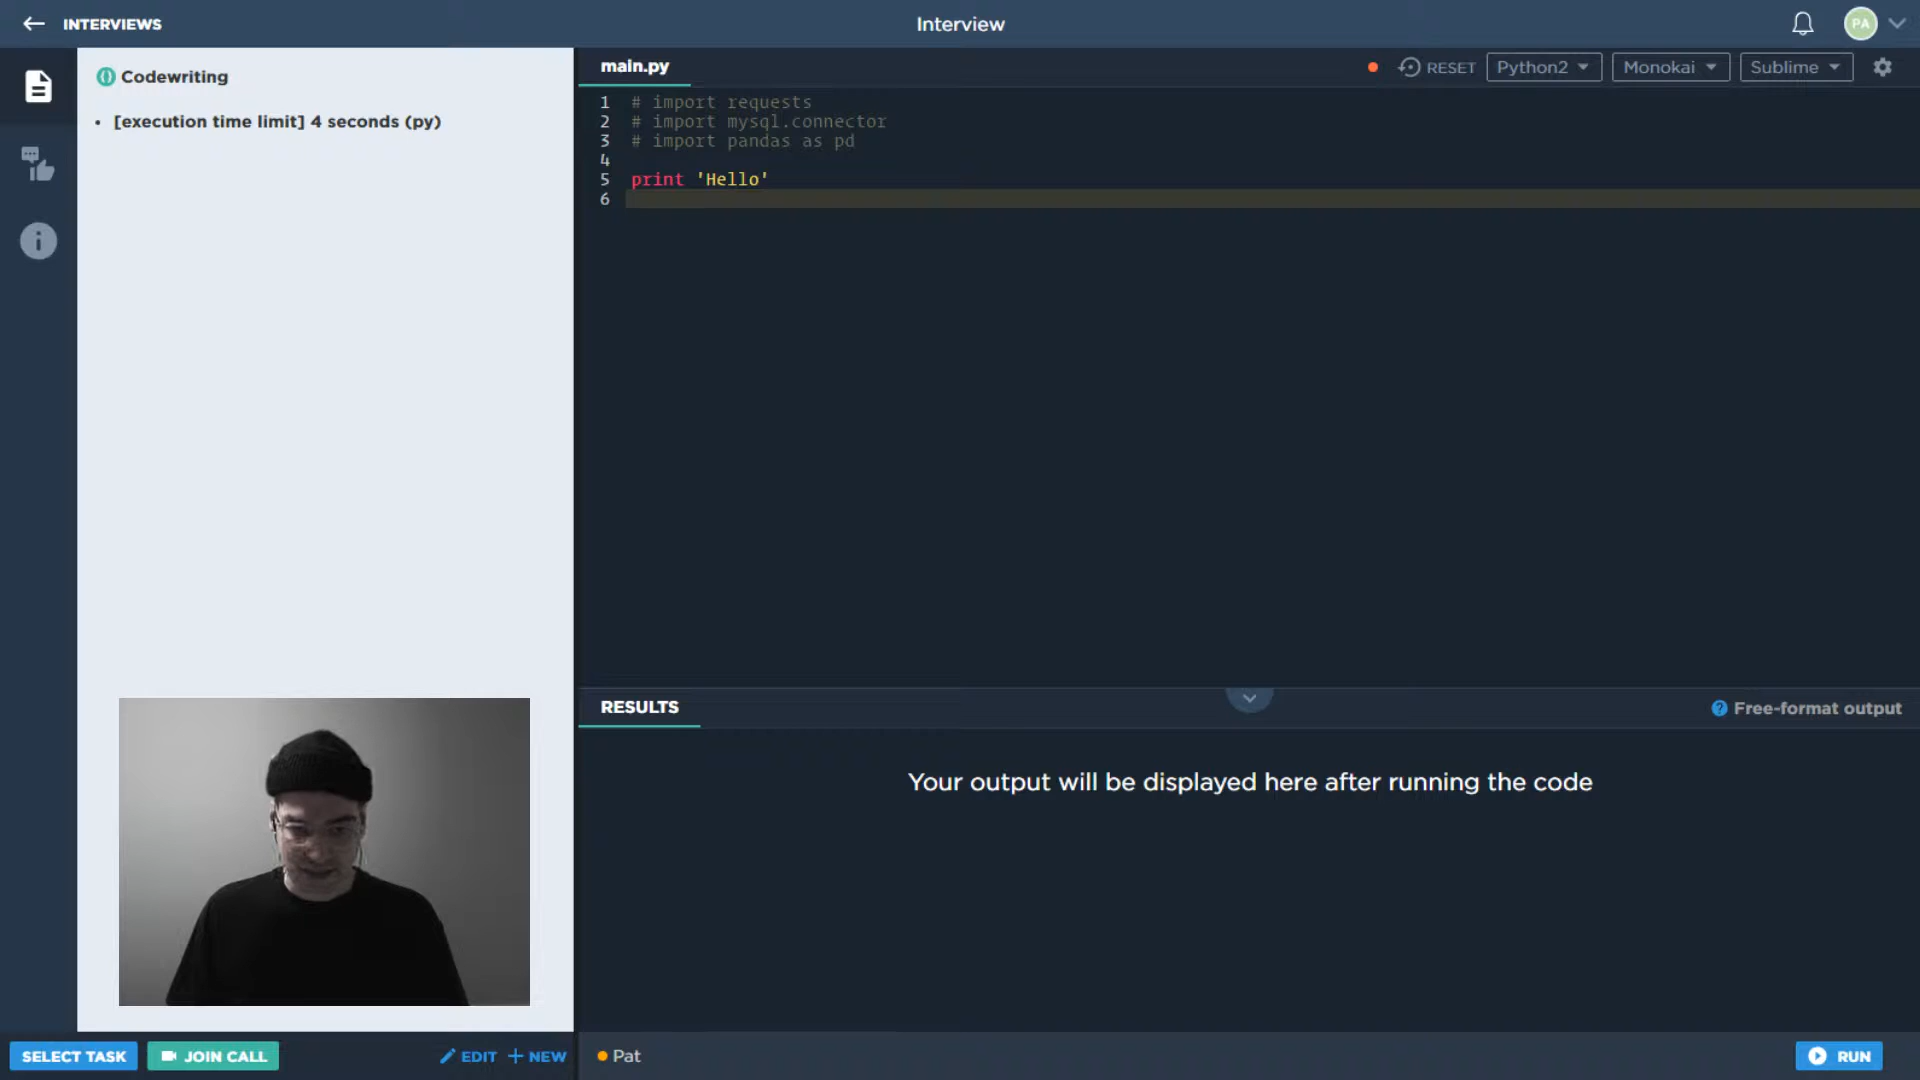 INTERVIEWS
Interview
PA
Codewriting
• [execution time limit] 4 seconds (py)
main.py
RESET
Python2
Monokai
Sublime
1 # import requests
2 # import mysql.connector
3 # import pandas as pd
4
5 print 'Hello'
6
RESULTS
? Free-format output
Your output will be displayed here after running the code
SELECT TASK
JOIN CALL
EDIT
+ NEW
Pat
RUN